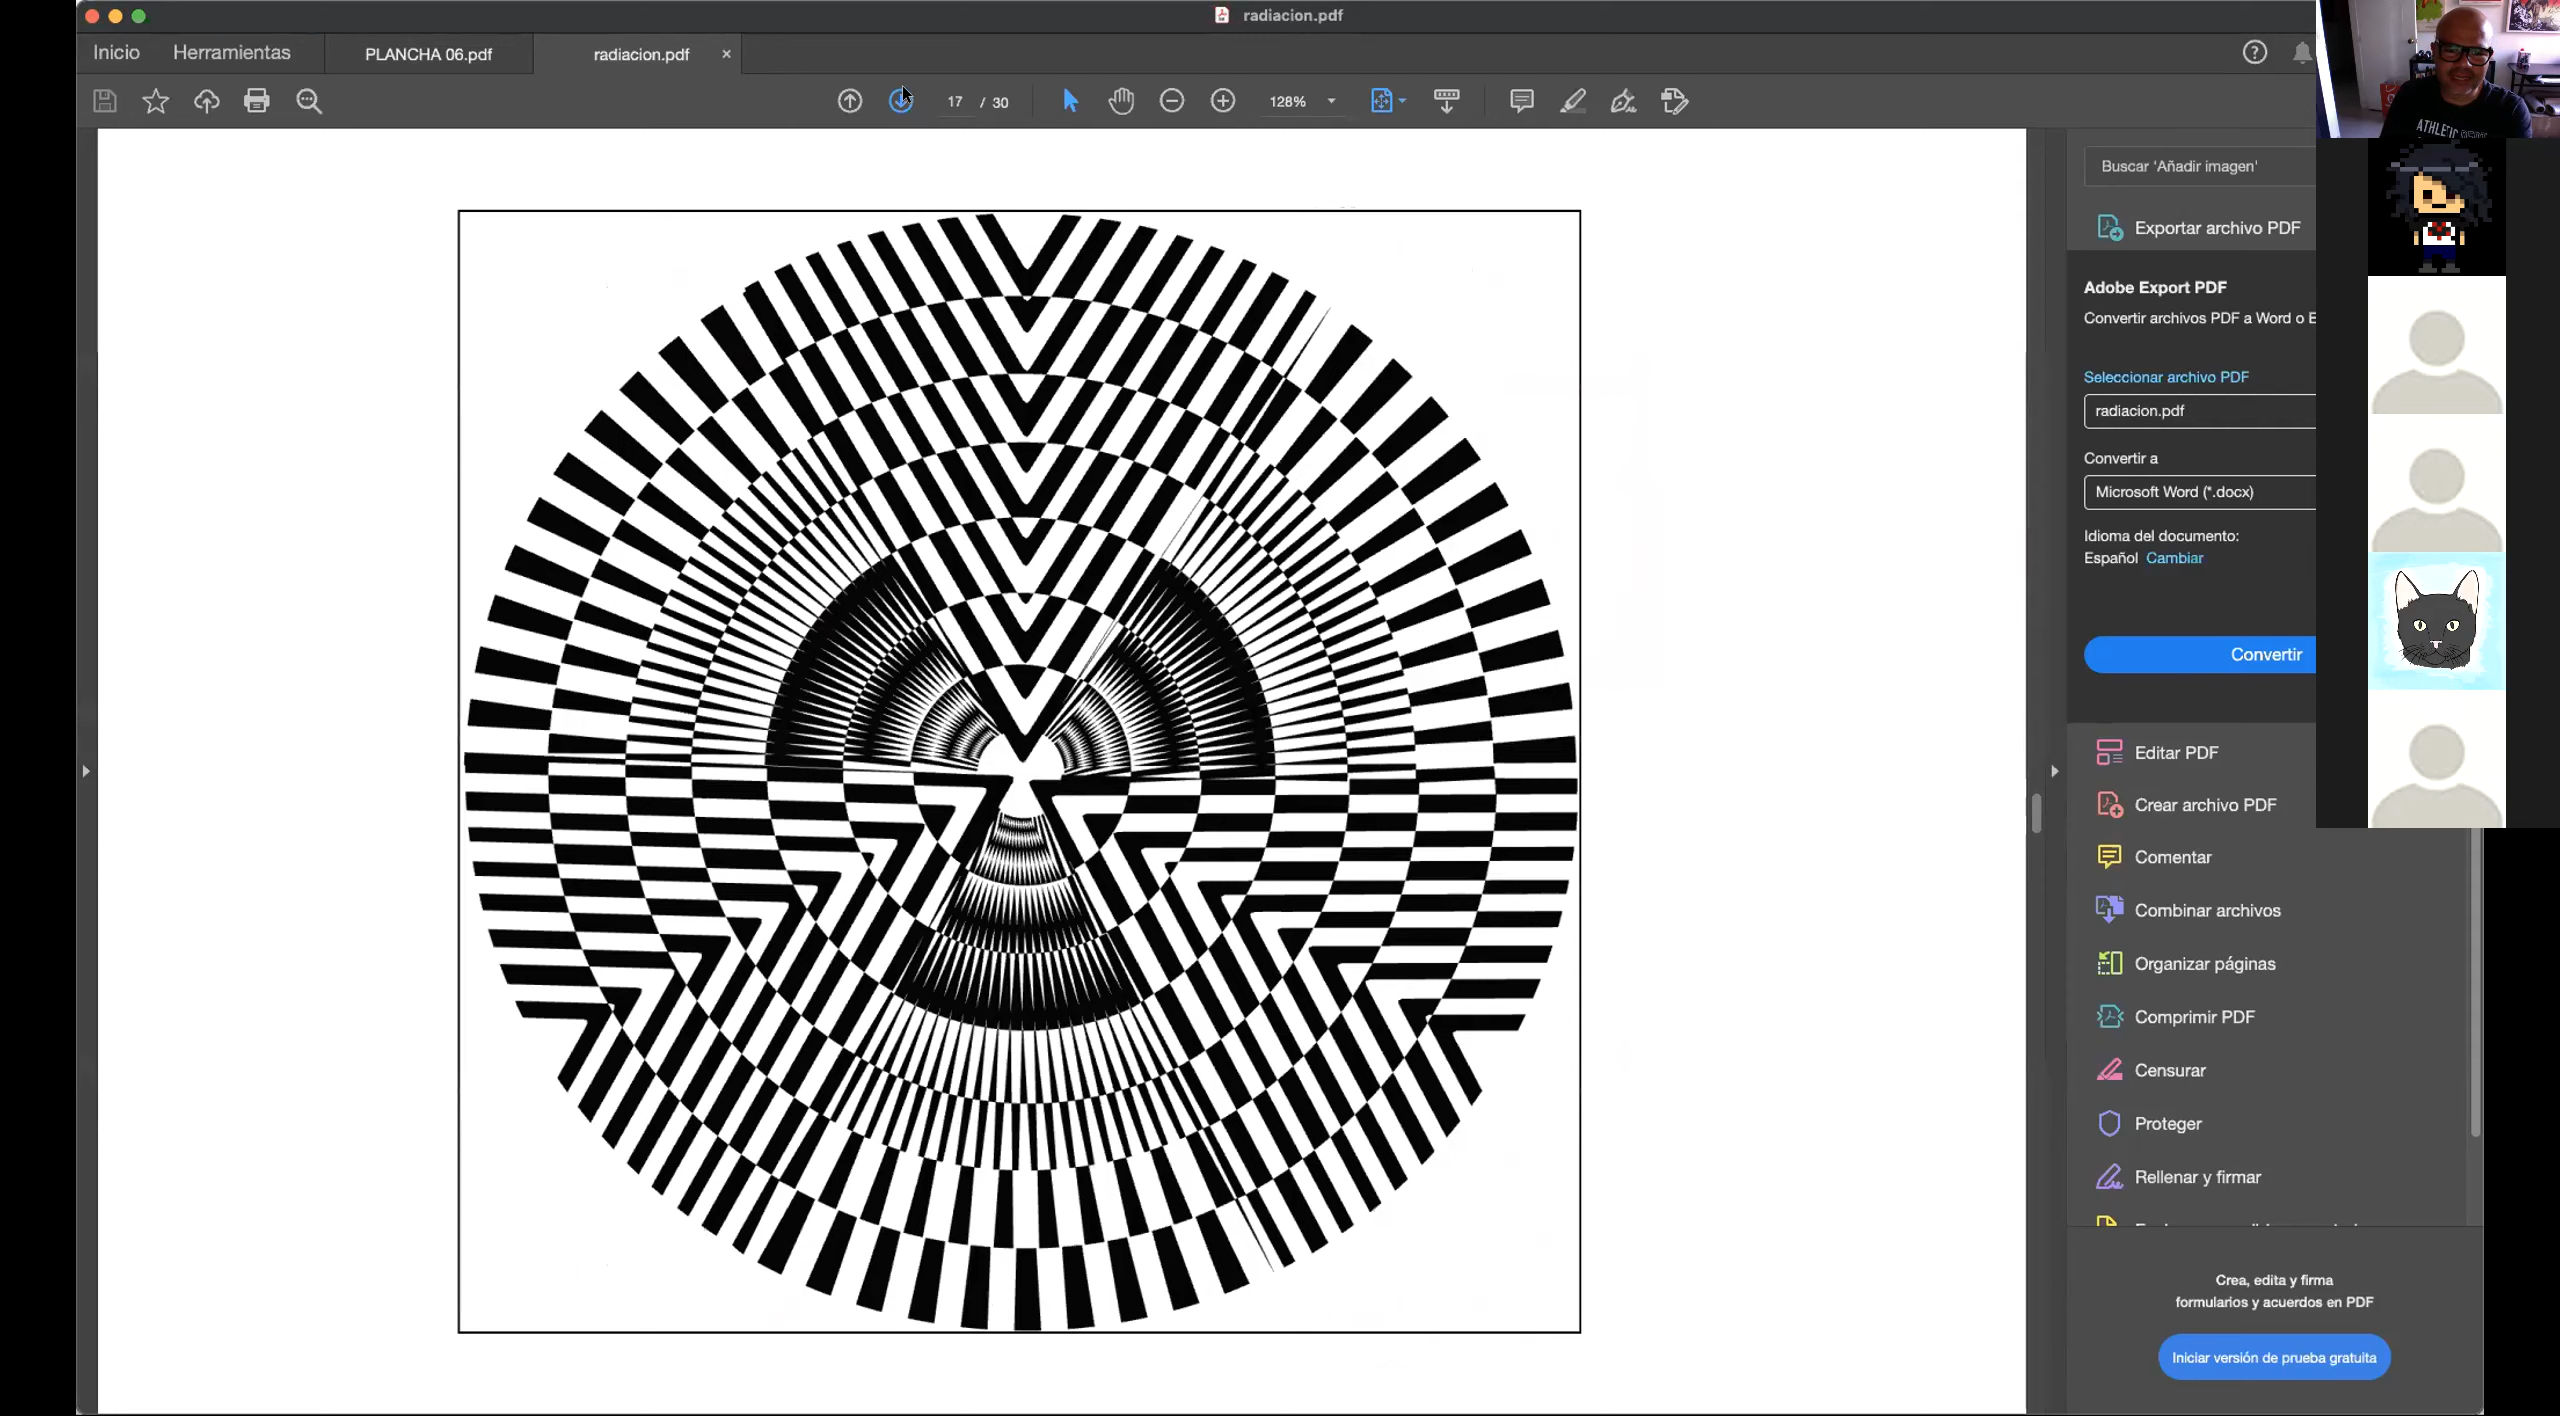 radiacion.pdf
Inicio Herramientas PLANCHA 06.pdf radiacion.pdf ×
17 / 30 128%
ATHLETIC
Buscar 'Añadir imagen'
Exportar archivo PDF
Adobe Export PDF
Convertir archivos PDF a Word o E
Seleccionar archivo PDF
radiacion.pdf
Convertir a
Microsoft Word (*.docx)
Idioma del documento:
Español Cambiar
Convertir
Editar PDF
Crear archivo PDF
Comentar
Combinar archivos
Organizar páginas
Comprimir PDF
Censurar
Proteger
Rellenar y firmar
Crea, edita y firma
formularios y acuerdos en PDF
Iniciar versión de prueba gratuita